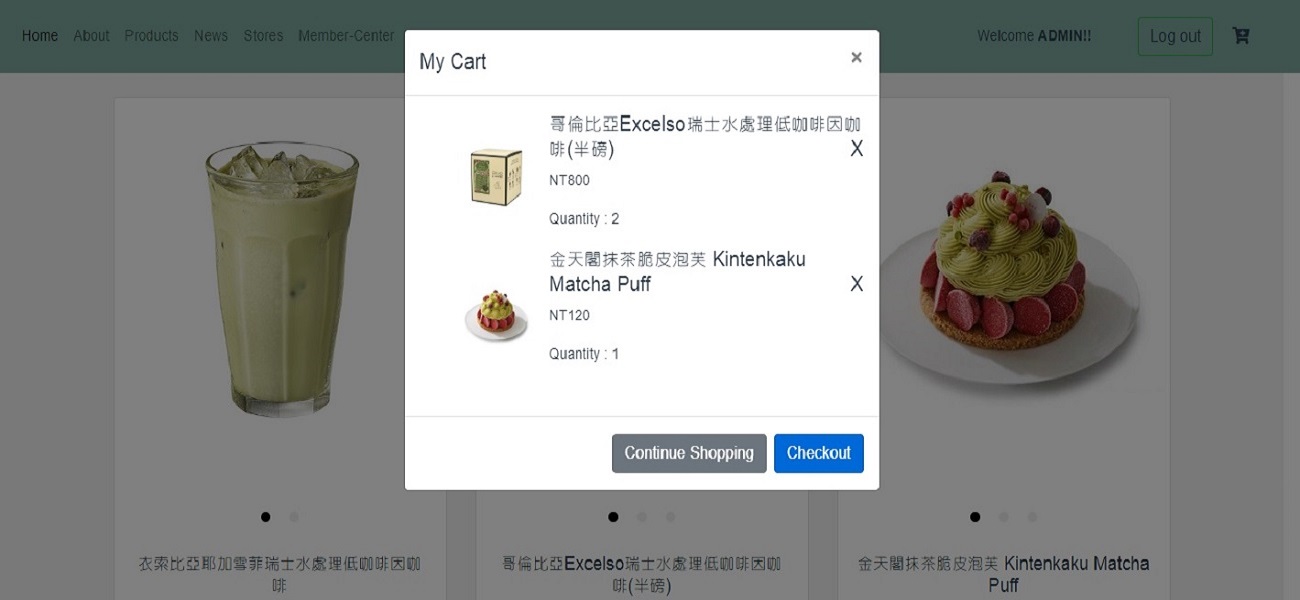 Home About Products News Stores Member-Center Welcome ADMIN!! Log out
My Cart ×
哥倫比亞Excelso瑞士水處理低咖啡因咖
啡(半磅) X
NT800
Quantity : 2
金天閣抹茶脆皮泡芙 Kintenkaku
Matcha Puff X
NT120
Quantity : 1
Continue Shopping Checkout
衣索比亞耶加雪菲瑞士水處理低咖啡因咖
啡
哥倫比亞Excelso瑞士水處理低咖啡因咖
啡(半磅)
金天閣抹茶脆皮泡芙 Kintenkaku Matcha
Puff